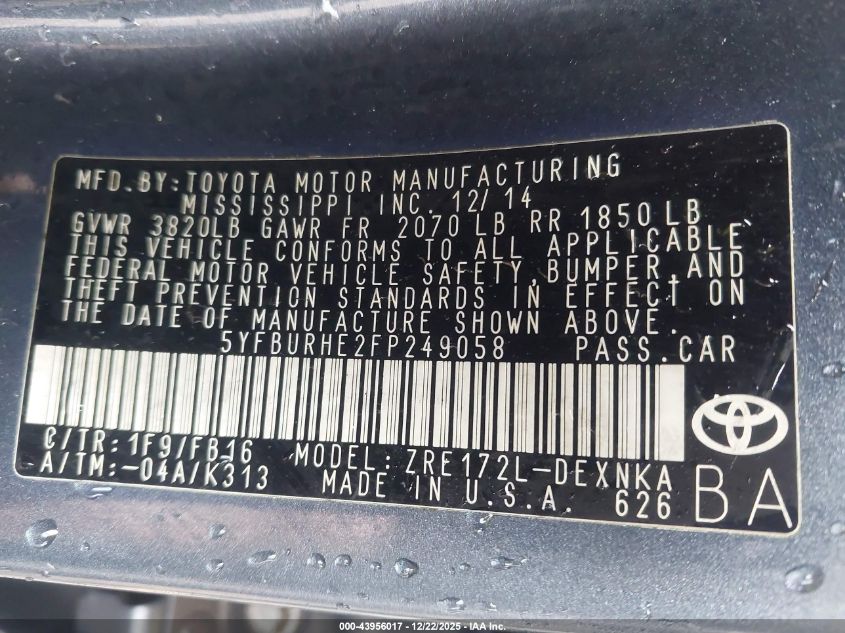 MFD.BY:TOYOTA MOTOR MANUFACTURING
MISSISSIPPI INC. 12/14
GVWR 3820LB GAWR FR 2070 LB RR 1850LB
THIS VEHICLE CONFORMS TO ALL APPLICABLE
FEDERAL MOTOR VEHICLE SAFETY,BUMPER,AND
THEFT PREVENTION STANDARDS IN EFFECT ON
THE DATE OF MANUFACTURE SHOWN ABOVE.
5YFBURHE2FP249058 PASS.CAR
C/TR:1F9/FB16 MODEL:ZRE172L-DEXNKA
A/TM:-04A/K313 MADE IN U.S.A. 626
BA
000-43956017 - 12/22/2025 - IAA Inc.